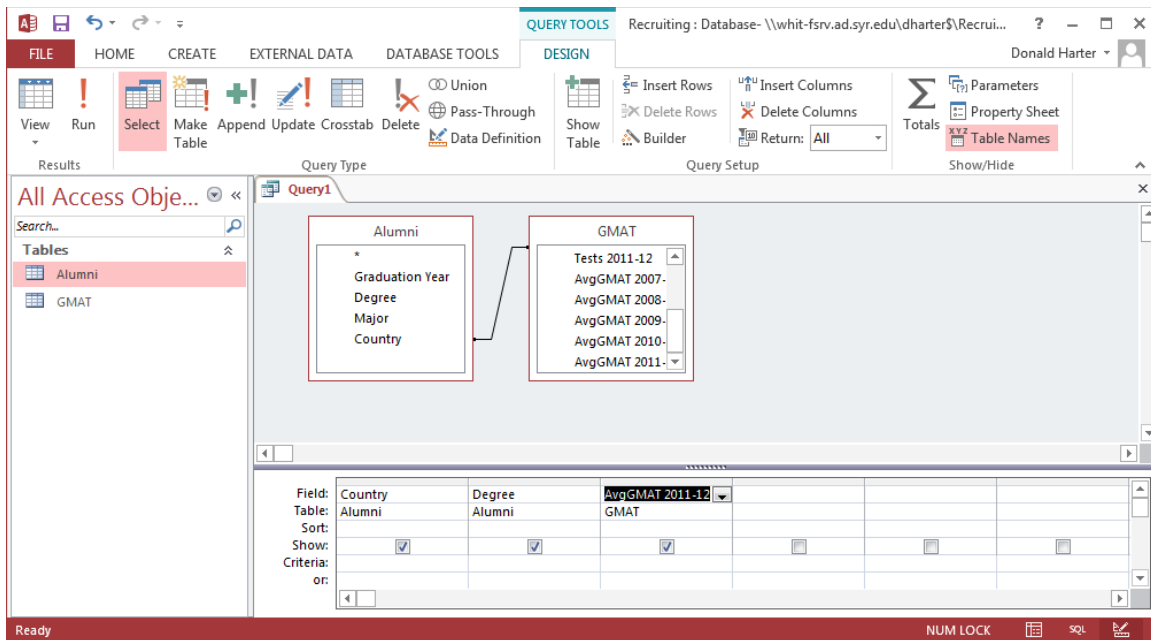 QUERY TOOLS Recruiting : Database- \\whit-fsrv.ad.syr.edu\dharter$\Recrui... ?
FILE HOME CREATE EXTERNAL DATA DATABASE TOOLS DESIGN Donald Harter
View Run Select Make Table Append Update Crosstab Delete
Union
Pass-Through
Data Definition
Show Table
Insert Rows
Delete Rows
Builder
Insert Columns
Delete Columns
Return: All
Totals
Parameters
Property Sheet
XYZ Table Names
Results Query Type Query Setup Show/Hide
All Access Obje... «
Search...
Tables
Alumni
GMAT
Query1
Alumni
*
Graduation Year
Degree
Major
Country
GMAT
Tests 2011-12
AvgGMAT 2007-
AvgGMAT 2008-
AvgGMAT 2009-
AvgGMAT 2010-
AvgGMAT 2011-
Field: Country Degree AvgGMAT 2011-12
Table: Alumni Alumni GMAT
Sort:
Show:
Criteria:
or:
Ready NUM LOCK SQL